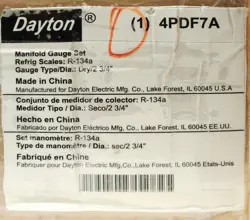 Dayton®
(1) 4PDF7A
Manifold Gauge Set
Refrig Scales: R-134a
Gauge Type/Dia.: Dry/2 3/4"
Made in China
Manufactured for Dayton Electric Mfg.Co., Lake Forest, IL 60045 U.S.A
Conjunto de medidor de colector: R-134a
Medidor Tipo / Dia.: Seco/2 3/4"
Hecho en China
Fabricado por Dayton Eléctrico Mfg.Co., Lake Forest, IL 60045 EE.UU.
Set manomètre: R-134a
Type de manomètre / dia.: sec/2 3/4"
Fabriqué en China
Fabriquer pour Dayton Electric Mfg,Co., Lake Forest, IL 60045 Etats-Unis